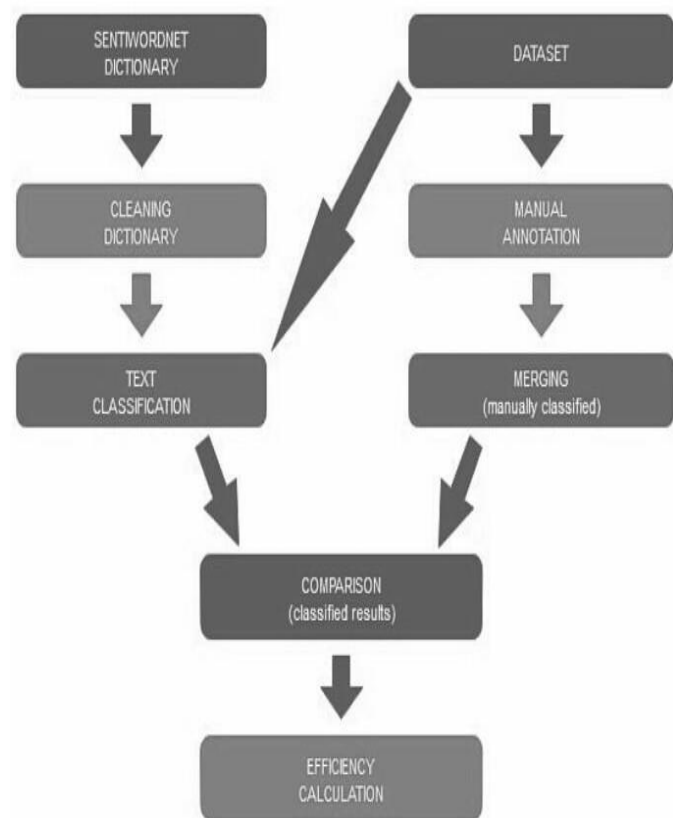 SENTIWORDNET
DICTIONARY
DATASET
CLEANING
DICTIONARY
MANUAL
ANNOTATION
TEXT
CLASSIFICATION
MERGING
(manually classified)
COMPARISON
(classified results)
EFFICIENCY
CALCULATION